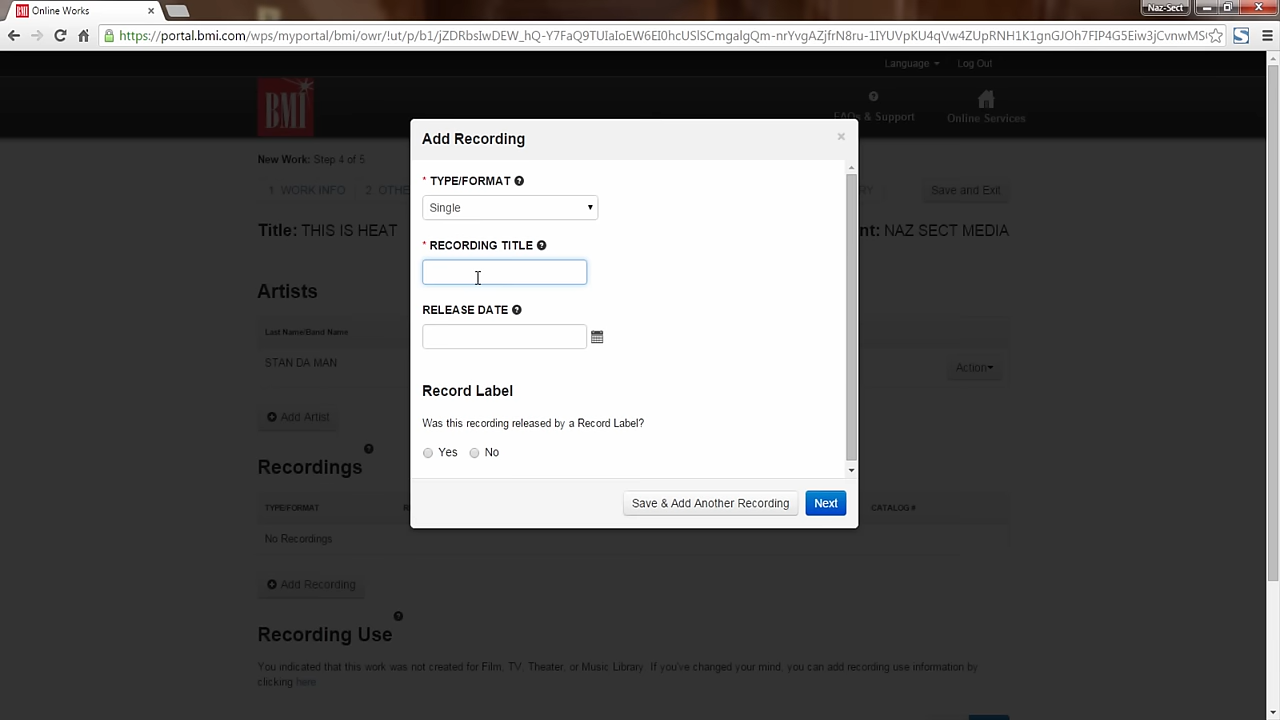 Online Works
Naz-Sect
https://portal.bmi.com/wps/myportal/bmi/owr/!ut/p/b1/
Language
Log Out
BMI
FAQs & Support
Online Services
New Work: Step 4 of 5
1 WORK INFO
2. OTHE
RY
Save and Exit
Title: THIS IS HEAT
nt: NAZ SECT MEDIA
Add Recording
* TYPE/FORMAT
Single
* RECORDING TITLE
RELEASE DATE
Record Label
Was this recording released by a Record Label?
Yes No
Save & Add Another Recording
Next
Artists
Last Name/Band Name
STAN DA MAN
Action
Add Artist
Recordings
TYPE/FORMAT
CATALOG #
No Recordings
Add Recording
Recording Use
You indicated that this work was not created for Film, TV, Theater, or Music Library. If you've changed your mind, you can add recording use information by
clicking here.